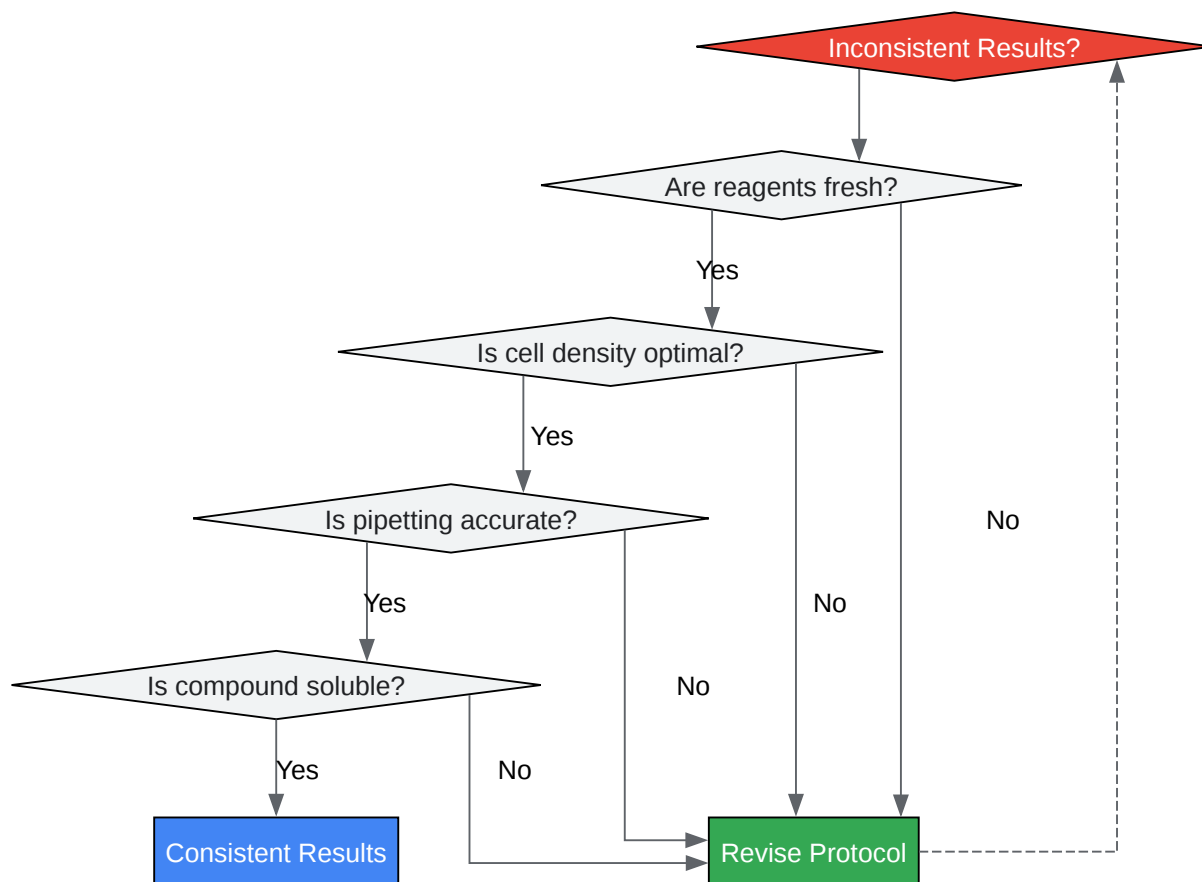 Inconsistent Results?
Are reagents fresh?
Yes
Is cell density optimal?
Yes
Is pipetting accurate?
No
Yes
No
Is compound soluble?
No
Yes
No
Consistent Results
Revise Protocol